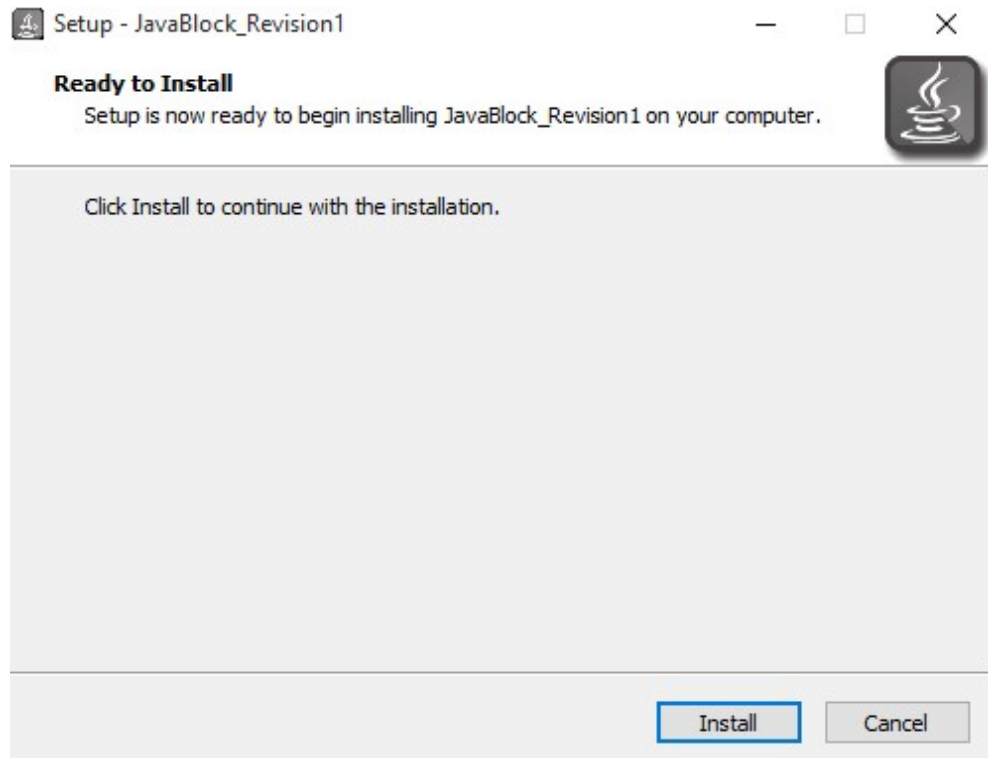 Setup - JavaBlock_Revision1
Ready to Install
Setup is now ready to begin installing JavaBlock_Revision1 on your computer.
Click Install to continue with the installation.
Install
Cancel